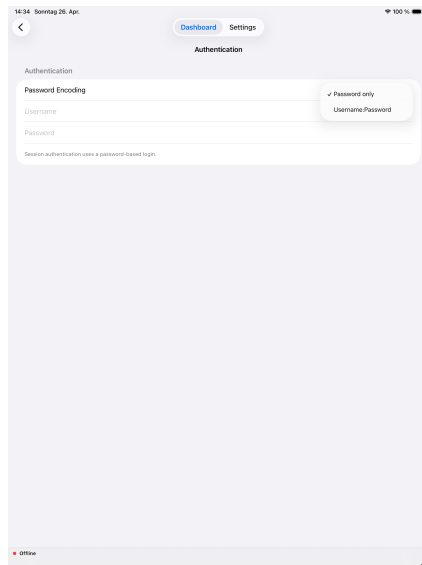 14:34 Sonntag 26. Apr. 100 %
Dashboard Settings
Authentication
Authentication
Password Encoding
✓ Password only
Username:Password
Username
Password
Session authentication uses a password-based login.
Offline